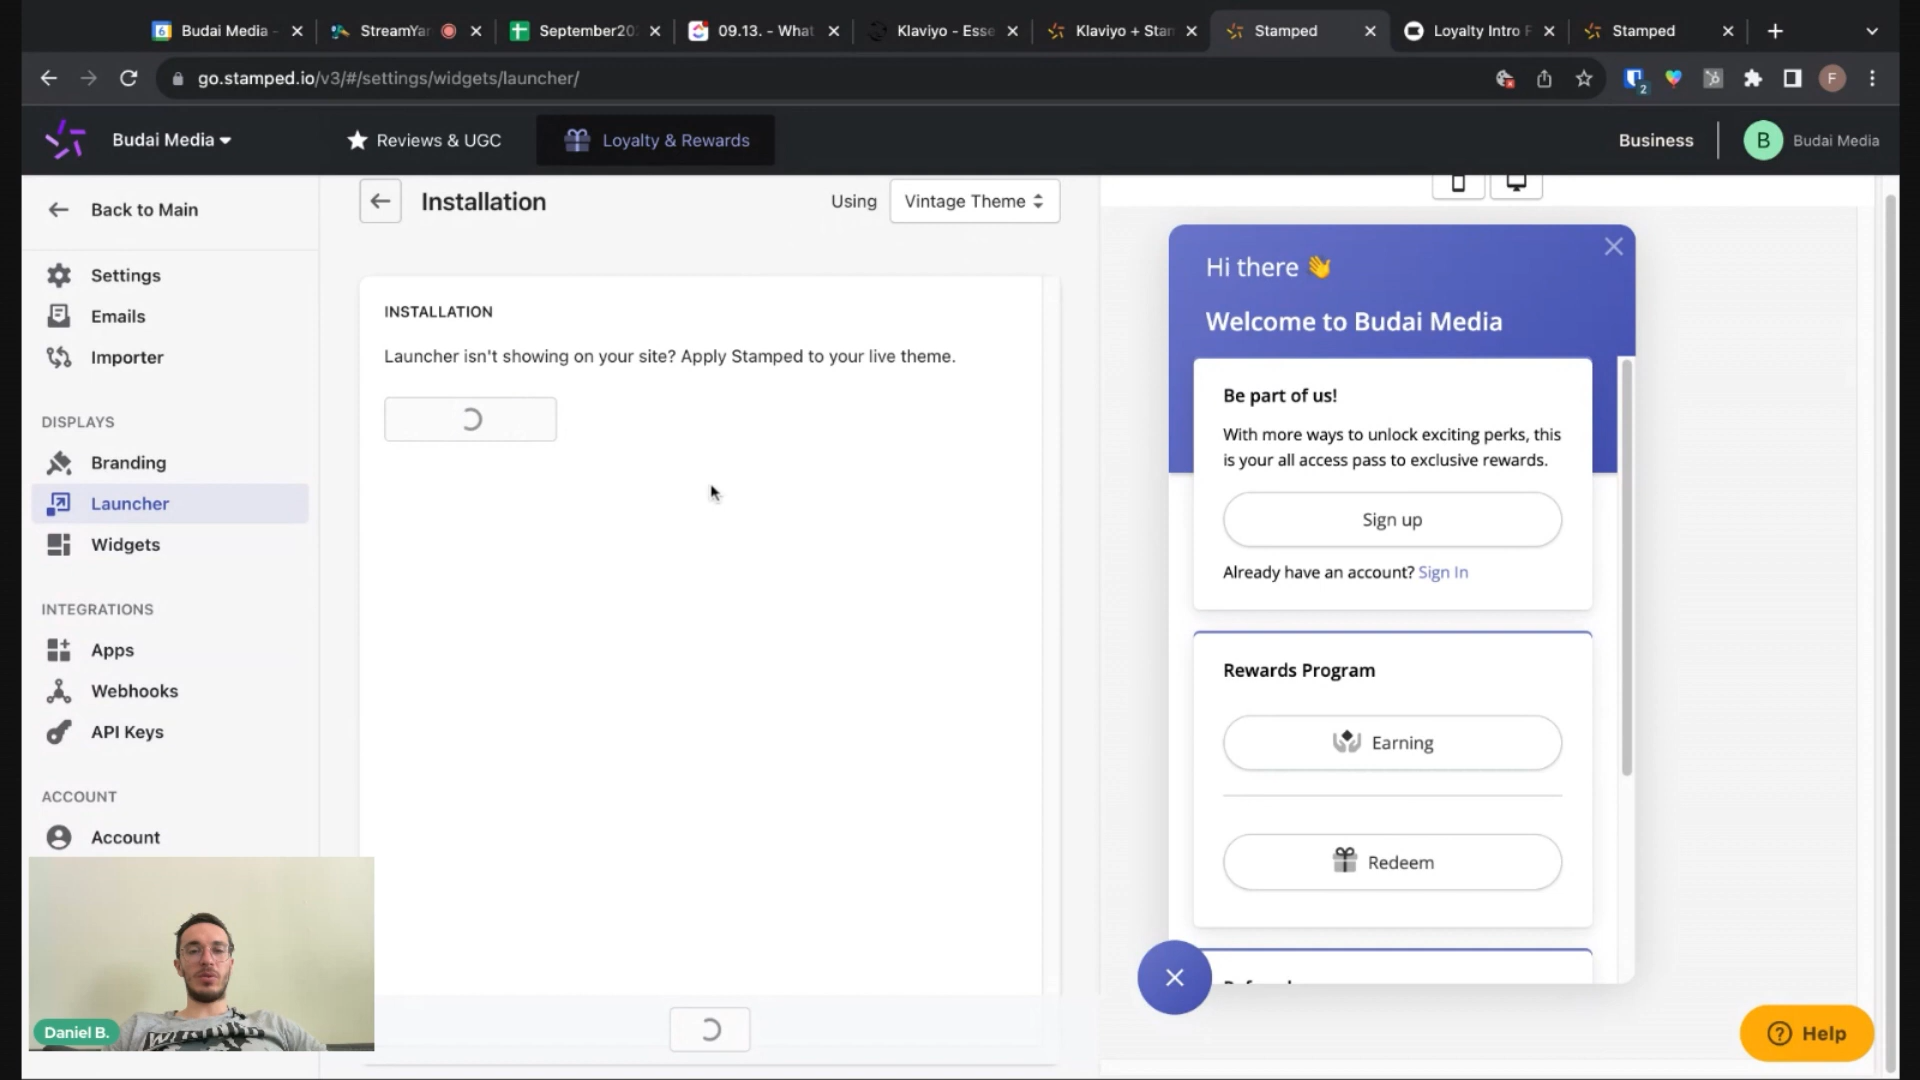 Budai Media -
StreamYar
September20
09.13. - What
Klaviyo - Esse
Klaviyo + Stan
Stamped
Loyalty Intro F
Stamped
go.stamped.io/v3/#/settings/widgets/launcher/
2
F
Budai Media
Reviews & UGC
Loyalty & Rewards
Business
B
Budai Media
Back to Main
Settings
Emails
Importer
DISPLAYS
Branding
Launcher
Widgets
INTEGRATIONS
Apps
Webhooks
API Keys
ACCOUNT
Account
Daniel B.
Installation
Using
Vintage Theme
INSTALLATION
Launcher isn't showing on your site? Apply Stamped to your live theme.
Hi there
Welcome to Budai Media
Be part of us!
With more ways to unlock exciting perks, this
is your all access pass to exclusive rewards.
Sign up
Already have an account? Sign In
Rewards Program
Earning
Redeem
Help